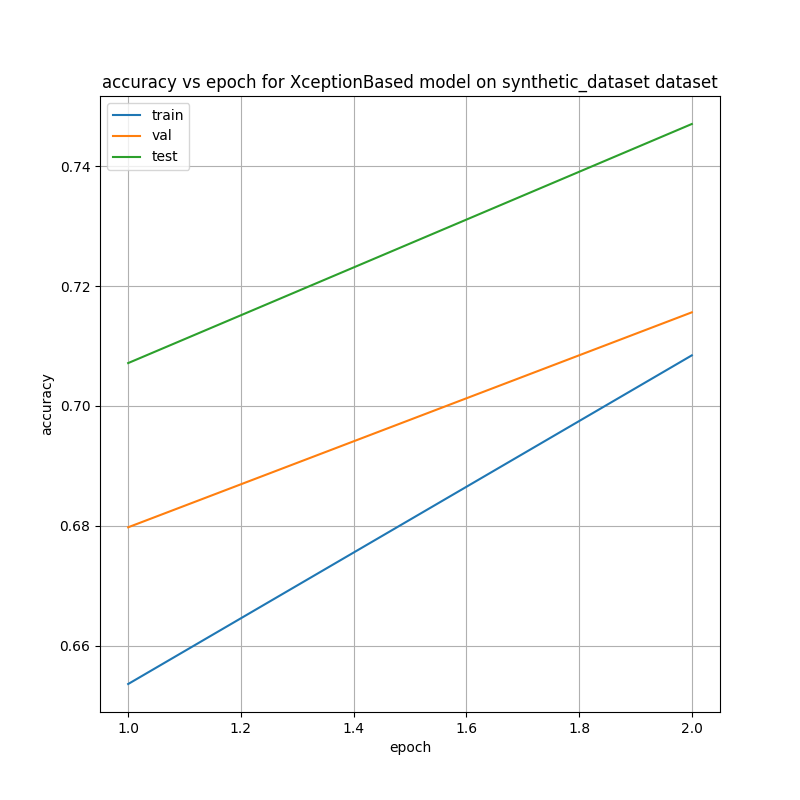 accuracy vs epoch for XceptionBased model on synthetic_dataset dataset
train
val
test
0.74
0.72
0.70
0.68
0.66
accuracy
1.0 1.2 1.4 1.6 1.8 2.0
epoch